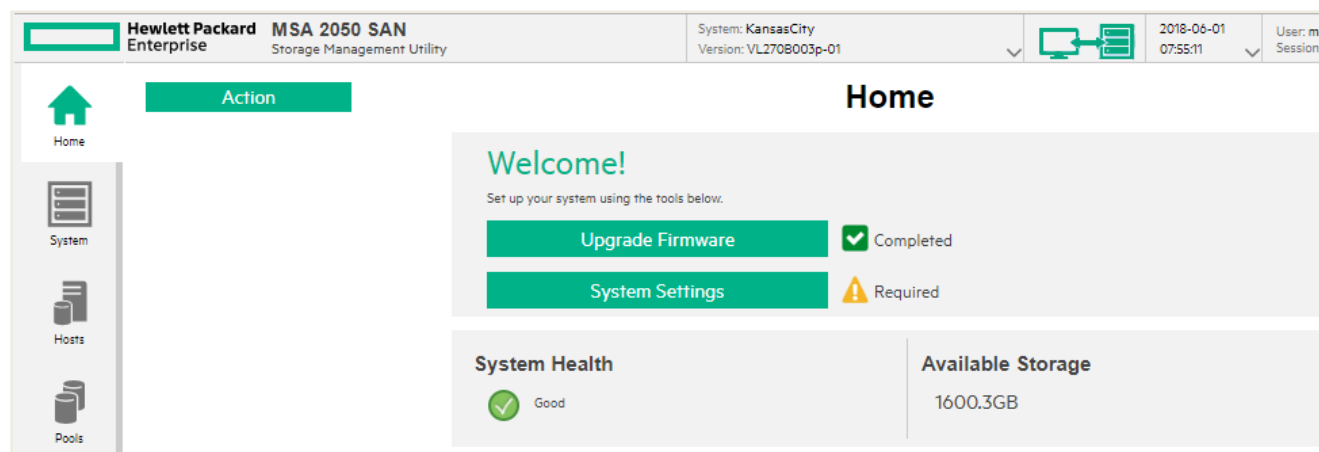 Hewlett Packard
Enterprise
MSA 2050 SAN
Storage Management Utility
System: KansasCity
Version: VL270B003p-01
2018-06-01
07:55:11
User: m
Session
Home
Action
Home
Welcome!
Set up your system using the tools below.
Upgrade Firmware
Completed
System
System Settings
Required
Hosts
System Health
Available Storage
Good
1600.3GB
Pools